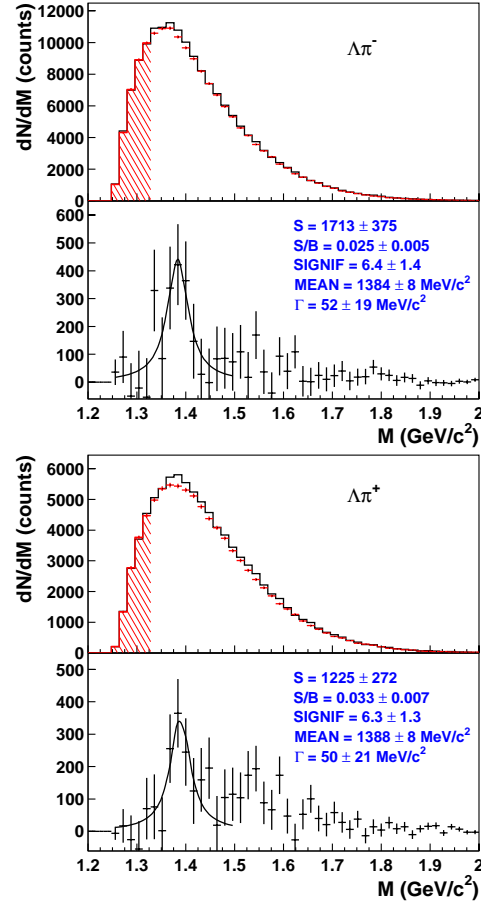 dN/dM (counts)
12000
10000
8000
6000
4000
2000
0
Λπ⁻
600
500
400
300
200
100
0
S = 1713 ± 375
S/B = 0.025 ± 0.005
SIGNIF = 6.4 ± 1.4
MEAN = 1384 ± 8 MeV/c²
Γ = 52 ± 19 MeV/c²
1.2 1.3 1.4 1.5 1.6 1.7 1.8 1.9 2
M (GeV/c²)
dN/dM (counts)
6000
5000
4000
3000
2000
1000
0
Λπ⁺
500
400
300
200
100
0
S = 1225 ± 272
S/B = 0.033 ± 0.007
SIGNIF = 6.3 ± 1.3
MEAN = 1388 ± 8 MeV/c²
Γ = 50 ± 21 MeV/c²
1.2 1.3 1.4 1.5 1.6 1.7 1.8 1.9 2
M (GeV/c²)